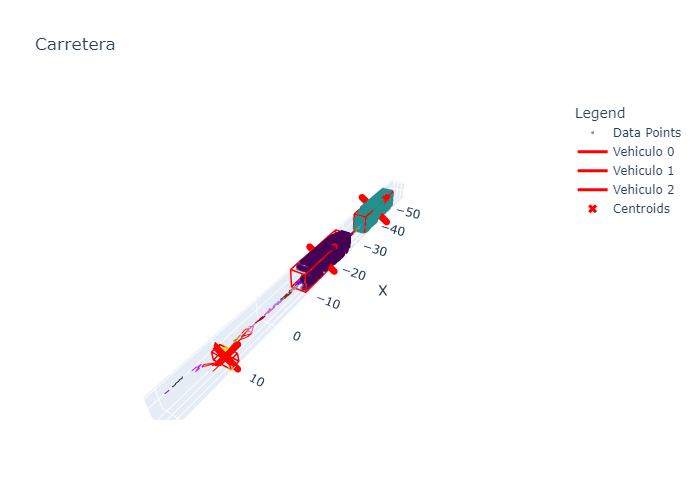 Carretera
Legend
Data Points
Vehiculo 0
Vehiculo 1
Vehiculo 2
Centroids
−50
−40
−30
−20
X
−10
0
10